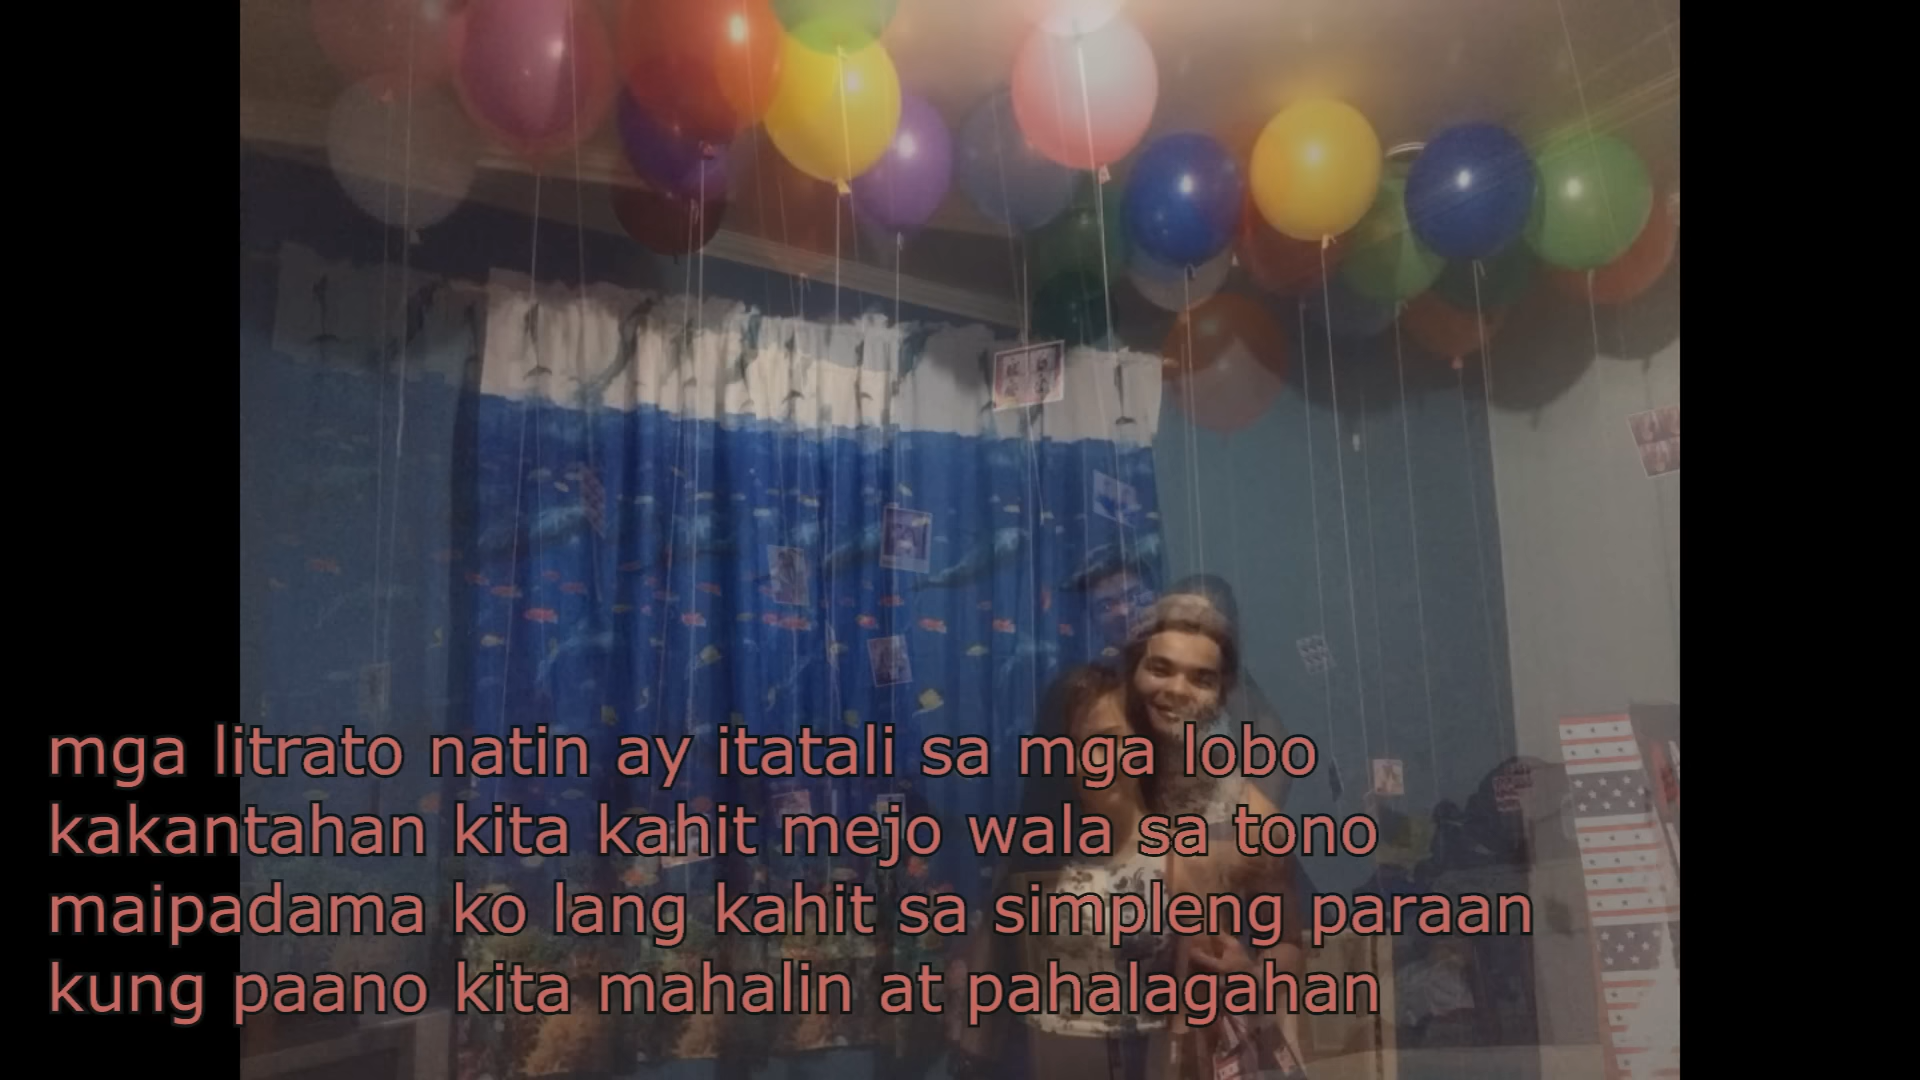 mga litrato natin ay itatali sa mga lobo
kakantahan kita kahit mejo wala sa tono
maipadama ko lang kahit sa simpleng paraan
kung paano kita mahalin at pahalagahan